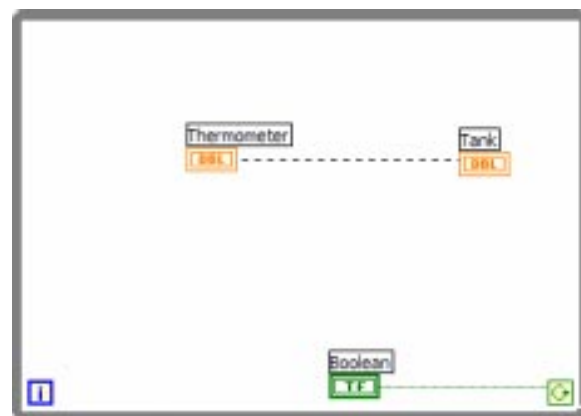 Thermometer
Tank
DBL
DBL
Boolean
TF
i